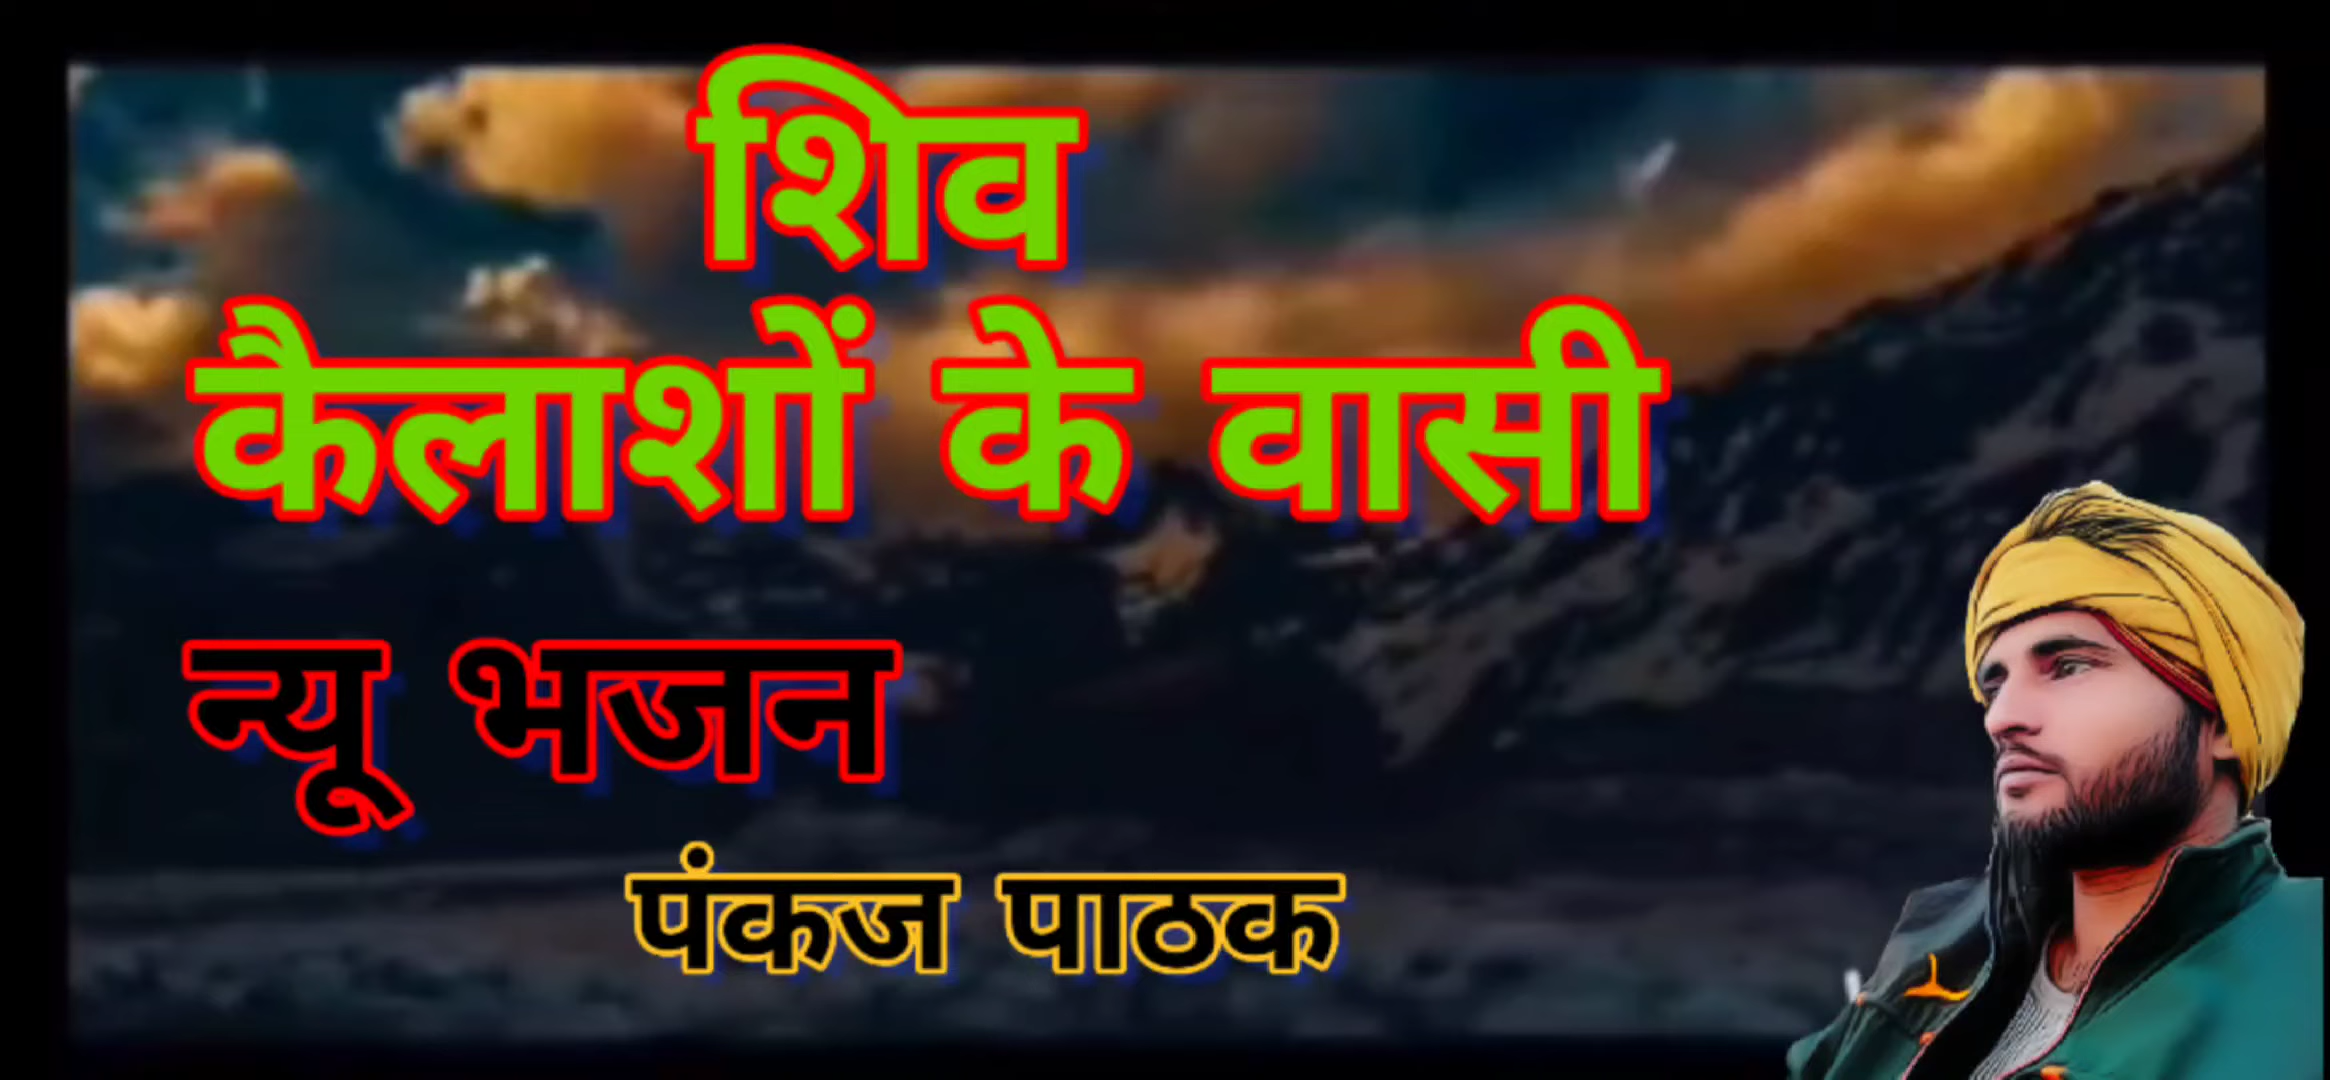 शिव
कैलाशों के वासी
न्यू भजन
पंकज पाठक